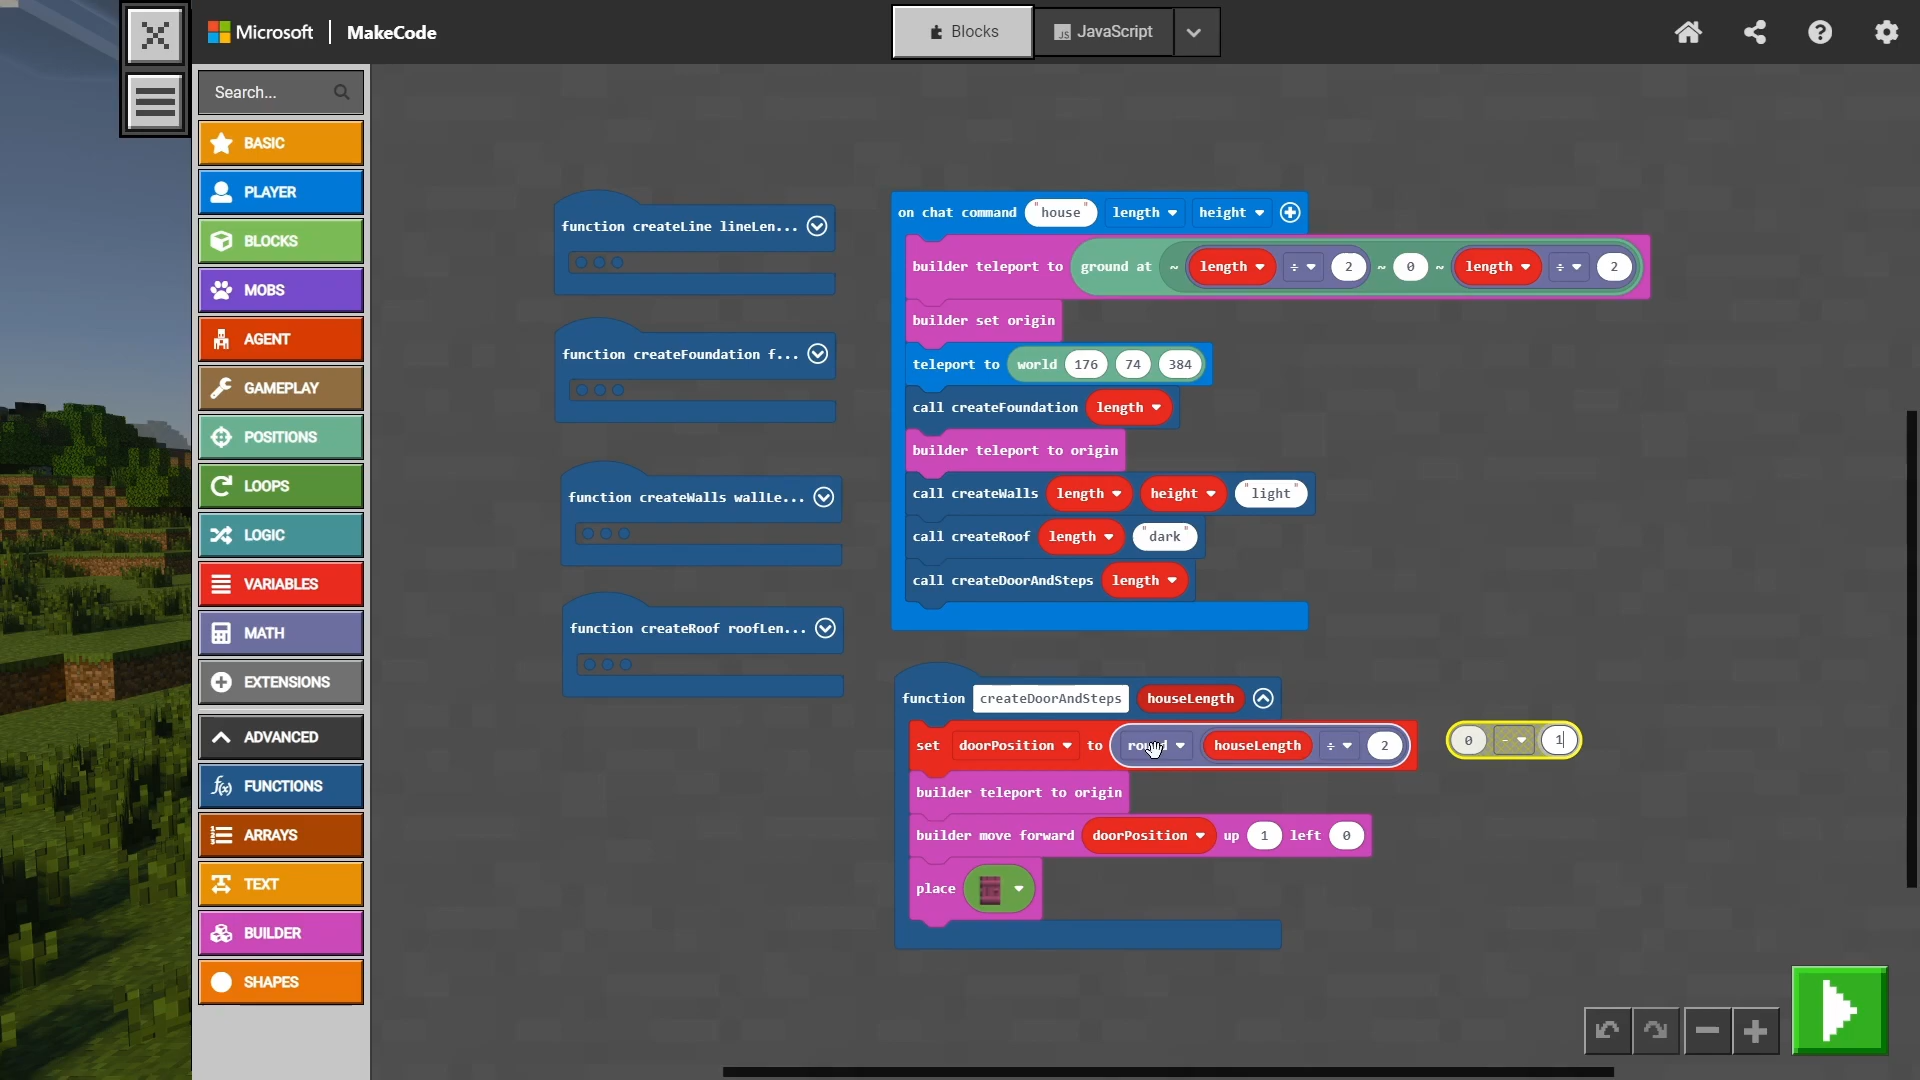 Microsoft | MakeCode
Blocks
JavaScript
Search...
BASIC
PLAYER
BLOCKS
MOBS
AGENT
GAMEPLAY
POSITIONS
LOOPS
LOGIC
VARIABLES
MATH
EXTENSIONS
ADVANCED
FUNCTIONS
ARRAYS
TEXT
BUILDER
SHAPES
function createLine lineLen...
function createFoundation f...
function createWalls wallLe...
function createRoof roofLen...
on chat command "house" length height
builder teleport to ground at ~ length ÷ 2 ~ 0 ~ length ÷ 2
builder set origin
teleport to world 176 74 384
call createFoundation length
builder teleport to origin
call createWalls length height "light"
call createRoof length "dark"
call createDoorAndSteps length
function createDoorAndSteps houseLength
set doorPosition to round houseLength ÷ 2
0 - 1
builder teleport to origin
builder move forward doorPosition up 1 left 0
place